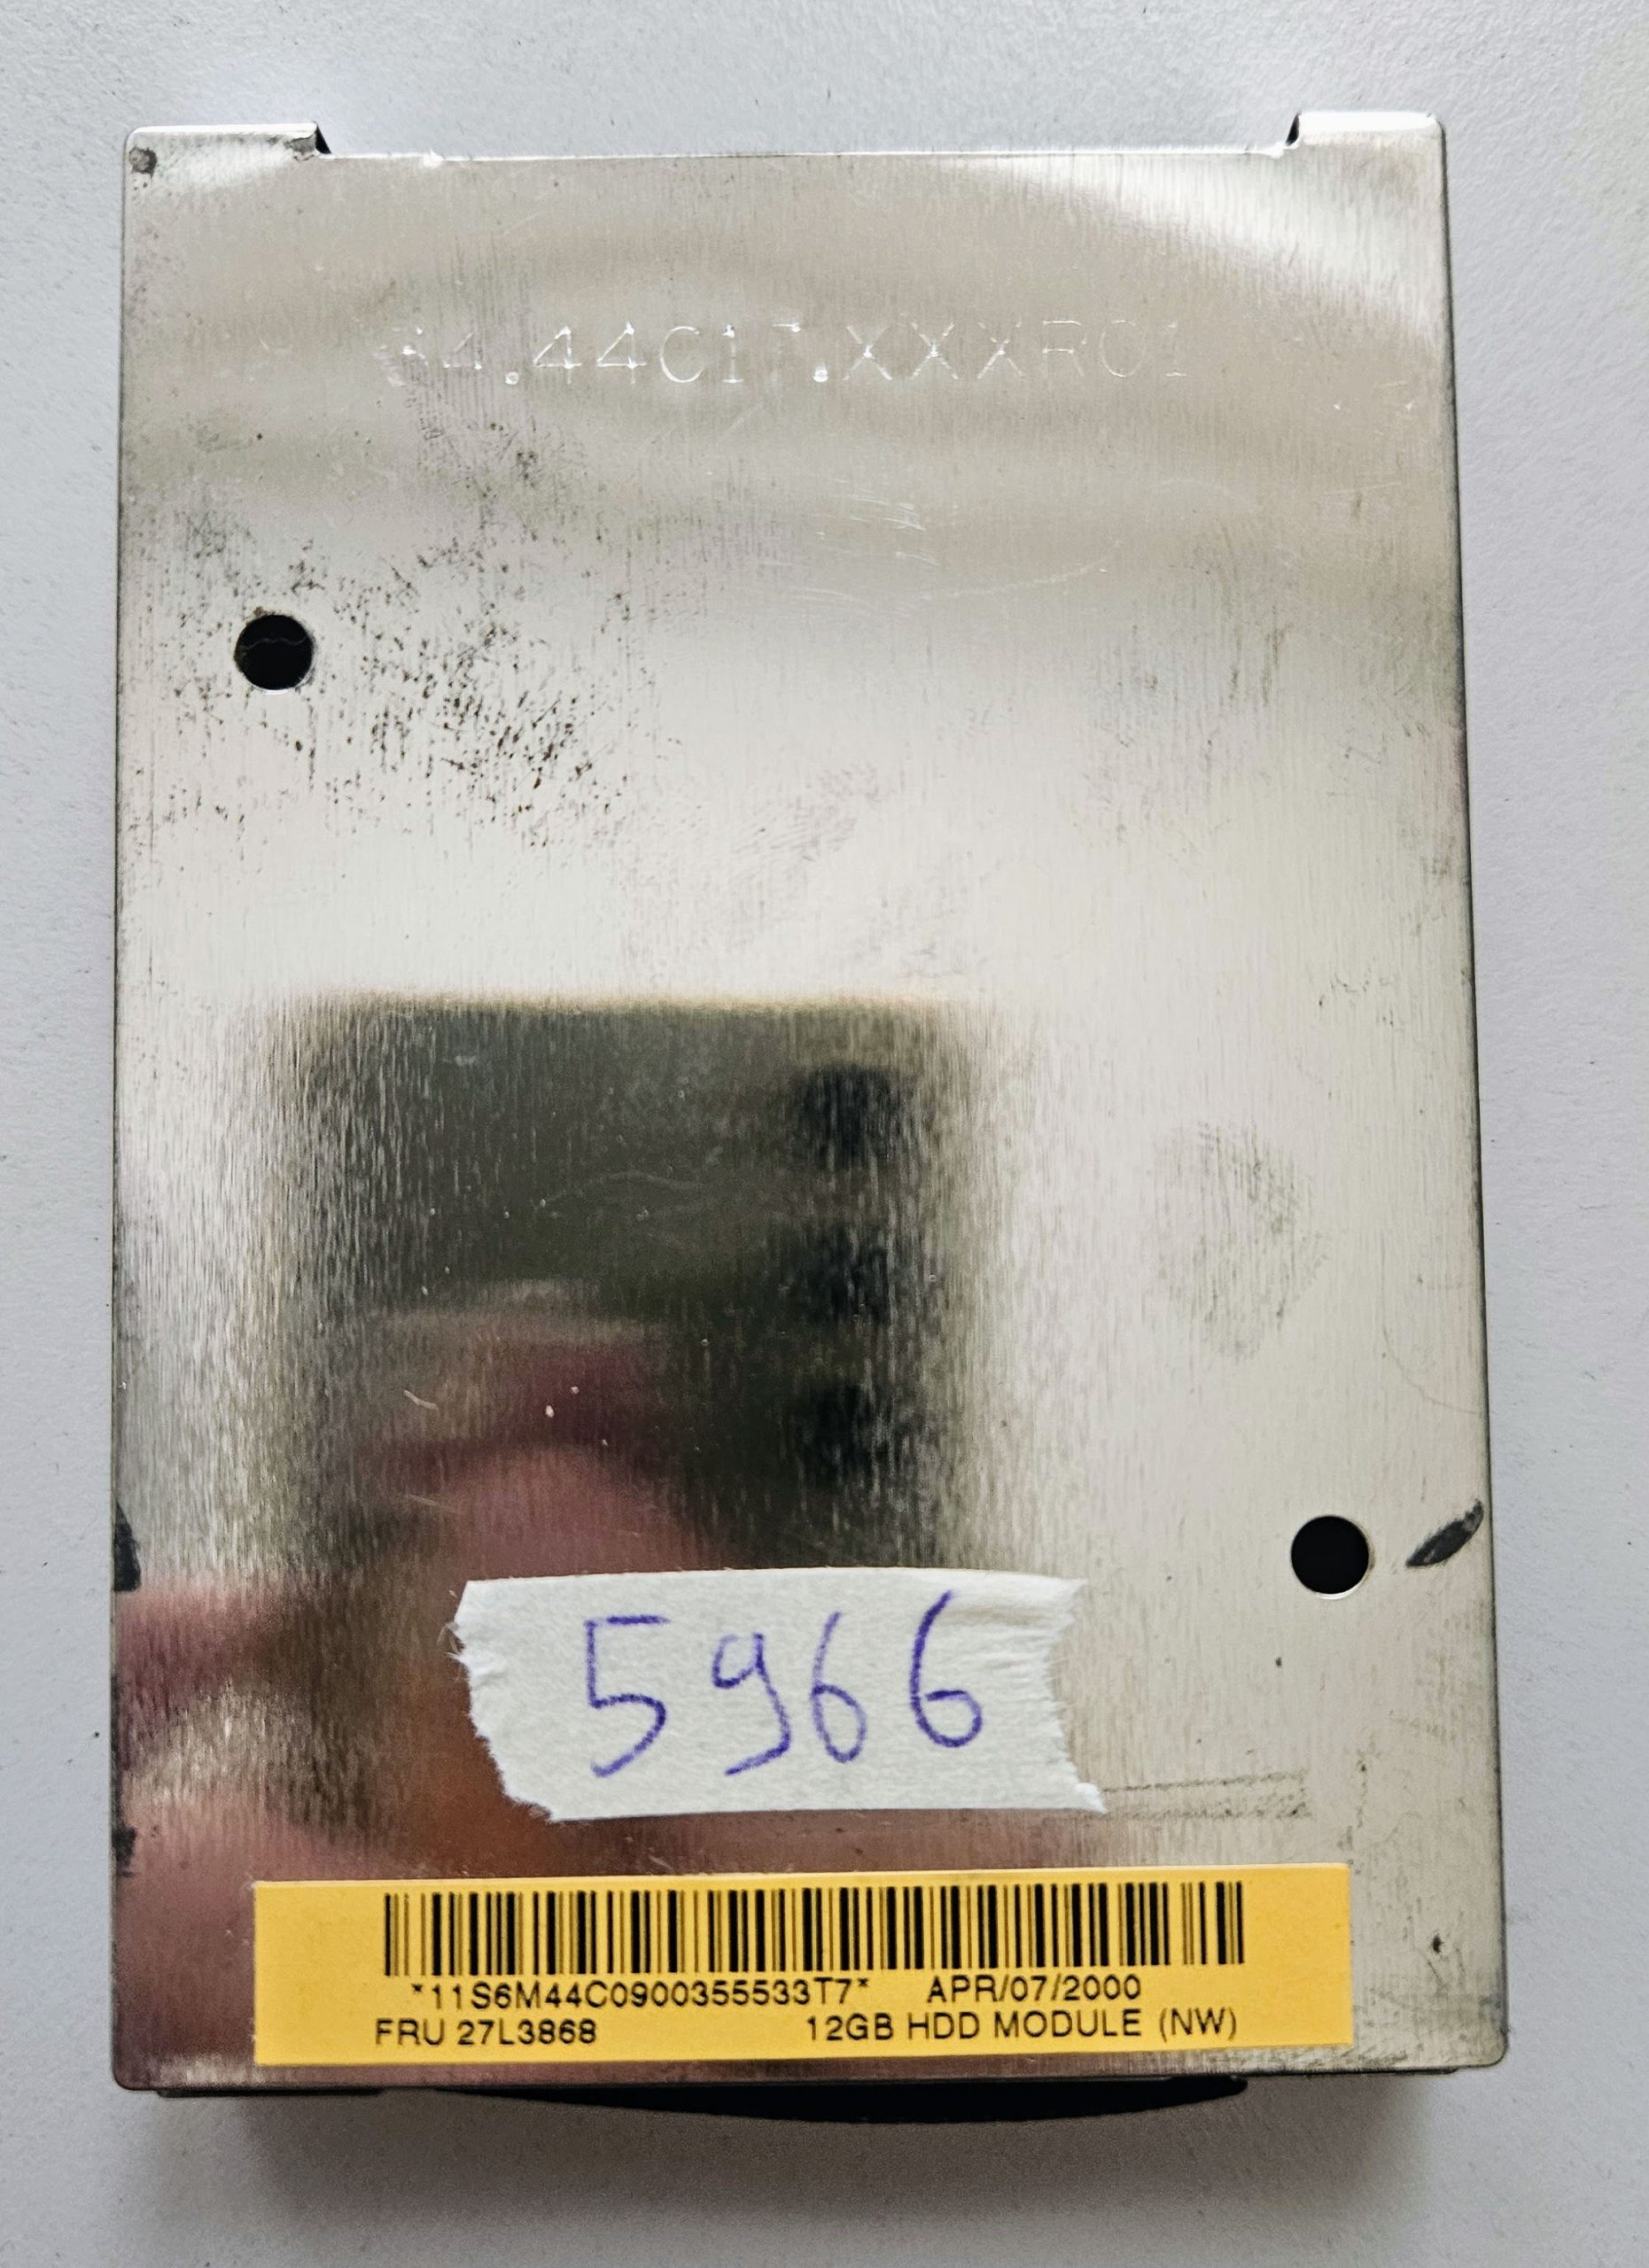 5966
*11S6M44C0900355533T7* APR/07/2000
FRU 27L3868 12GB HDD MODULE (NW)